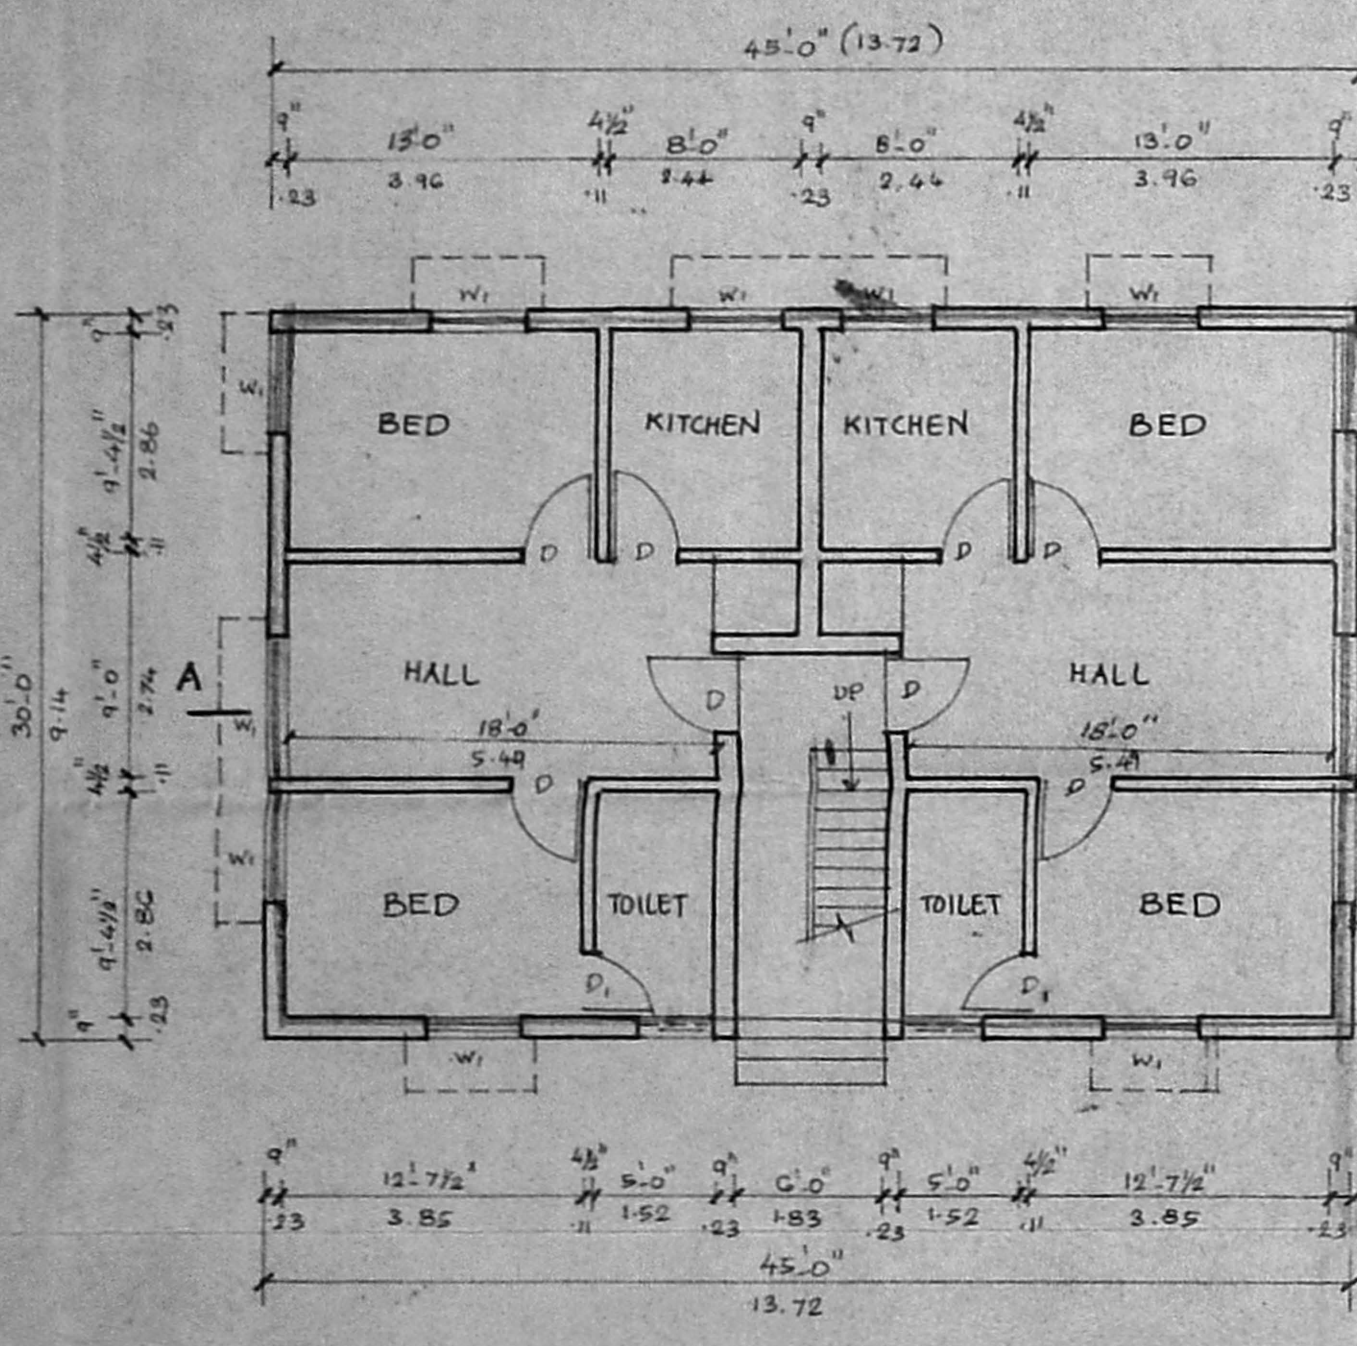 45'-0" (13.72)
9" 13'-0" 4½" 8'-0" 9" 8'-0" 4½" 13'-0" 9"
.23 3.96 .11 2.44 .23 2.44 .11 3.96 .23
W1 W1 W1 W1
9" .23
W1
BED KITCHEN KITCHEN BED
9'-4½" 2.86
4½" .11
D D D D
30'-0" 9.14
9'-0" 2.74
A HALL HALL
D UP D
W1 18'-0" 18'-0"
5.49 5.49
4½" .11
D D
W1
BED TOILET TOILET BED
9'-4½" 2.86
D1 D1
9" .23
W1 W1
9" 12'-7½" 4½" 5'-0" 9" 6'-0" 9" 5'-0" 4½" 12'-7½" 9"
.23 3.85 .11 1.52 .23 1.83 .23 1.52 .11 3.85 .23
45'-0"
13.72